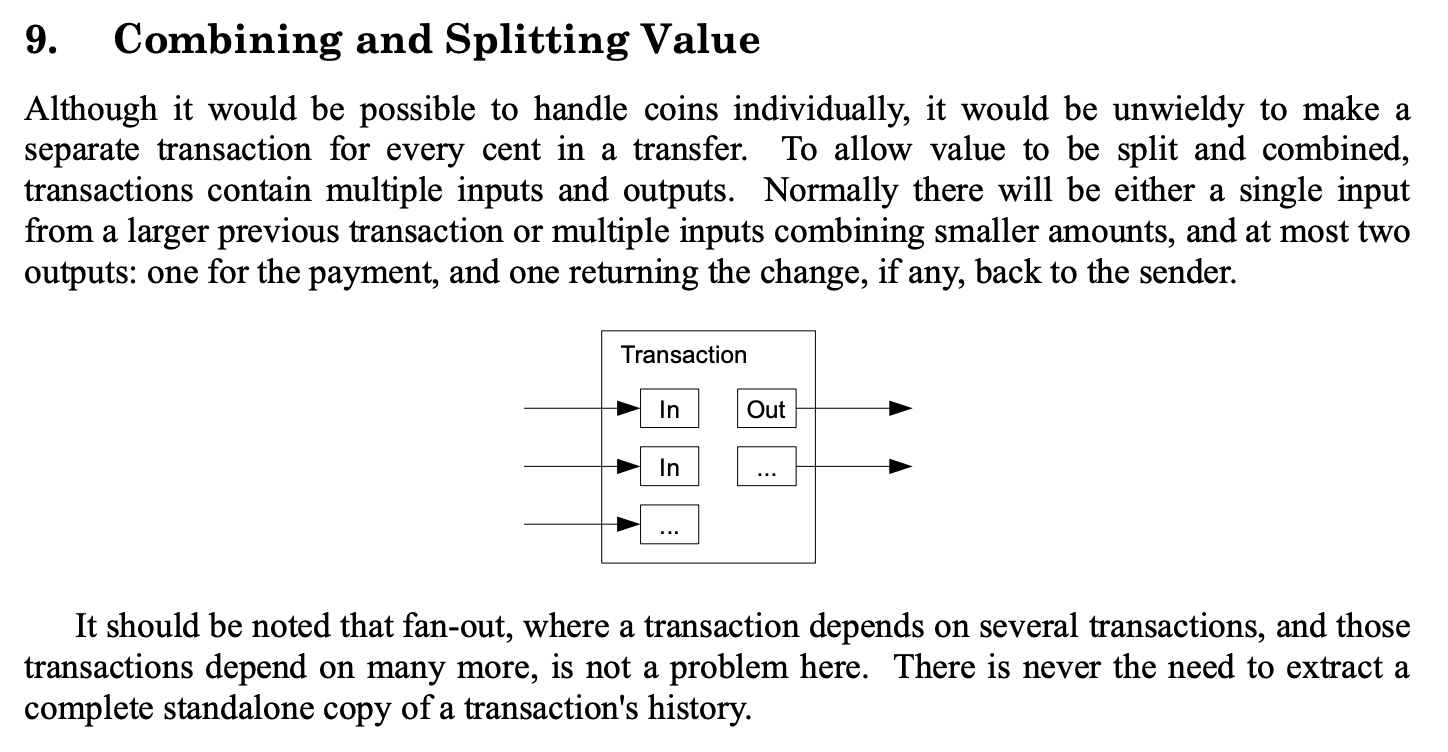 9. Combining and Splitting Value
Although it would be possible to handle coins individually, it would be unwieldy to make a
separate transaction for every cent in a transfer. To allow value to be split and combined,
transactions contain multiple inputs and outputs. Normally there will be either a single input
from a larger previous transaction or multiple inputs combining smaller amounts, and at most two
outputs: one for the payment, and one returning the change, if any, back to the sender.
Transaction
In Out
In ...
...
It should be noted that fan-out, where a transaction depends on several transactions, and those
transactions depend on many more, is not a problem here. There is never the need to extract a
complete standalone copy of a transaction's history.